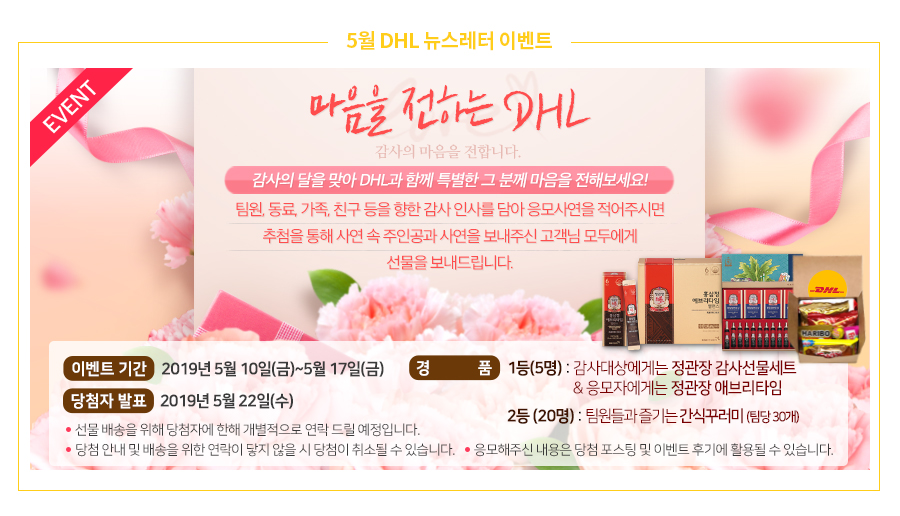 5월 DHL 뉴스레터 이벤트
EVENT
마음을 전하는 DHL
감사의 마음을 전합니다.
감사의 달을 맞아 DHL과 함께 특별한 그 분께 마음을 전해보세요!
팀원, 동료, 가족, 친구 등을 향한 감사 인사를 담아 응모사연을 적어주시면
추첨을 통해 사연 속 주인공과 사연을 보내주신 고객님 모두에게
선물을 보내드립니다.
홍삼정
에브리타임
DHL
HARIBO
이벤트 기간 2019년 5월 10일(금)~5월 17일(금)
당첨자 발표 2019년 5월 22일(수)
경 품 1등(5명) : 감사대상에게는 정관장 감사선물세트
& 응모자에게는 정관장 애브리타임
2등 (20명) : 팀원들과 즐기는 간식꾸러미 (팀당 30개)
• 선물 배송을 위해 당첨자에 한해 개별적으로 연락 드릴 예정입니다.
• 당첨 안내 및 배송을 위한 연락이 닿지 않을 시 당첨이 취소될 수 있습니다. • 응모해주신 내용은 당첨 포스팅 및 이벤트 후기에 활용될 수 있습니다.